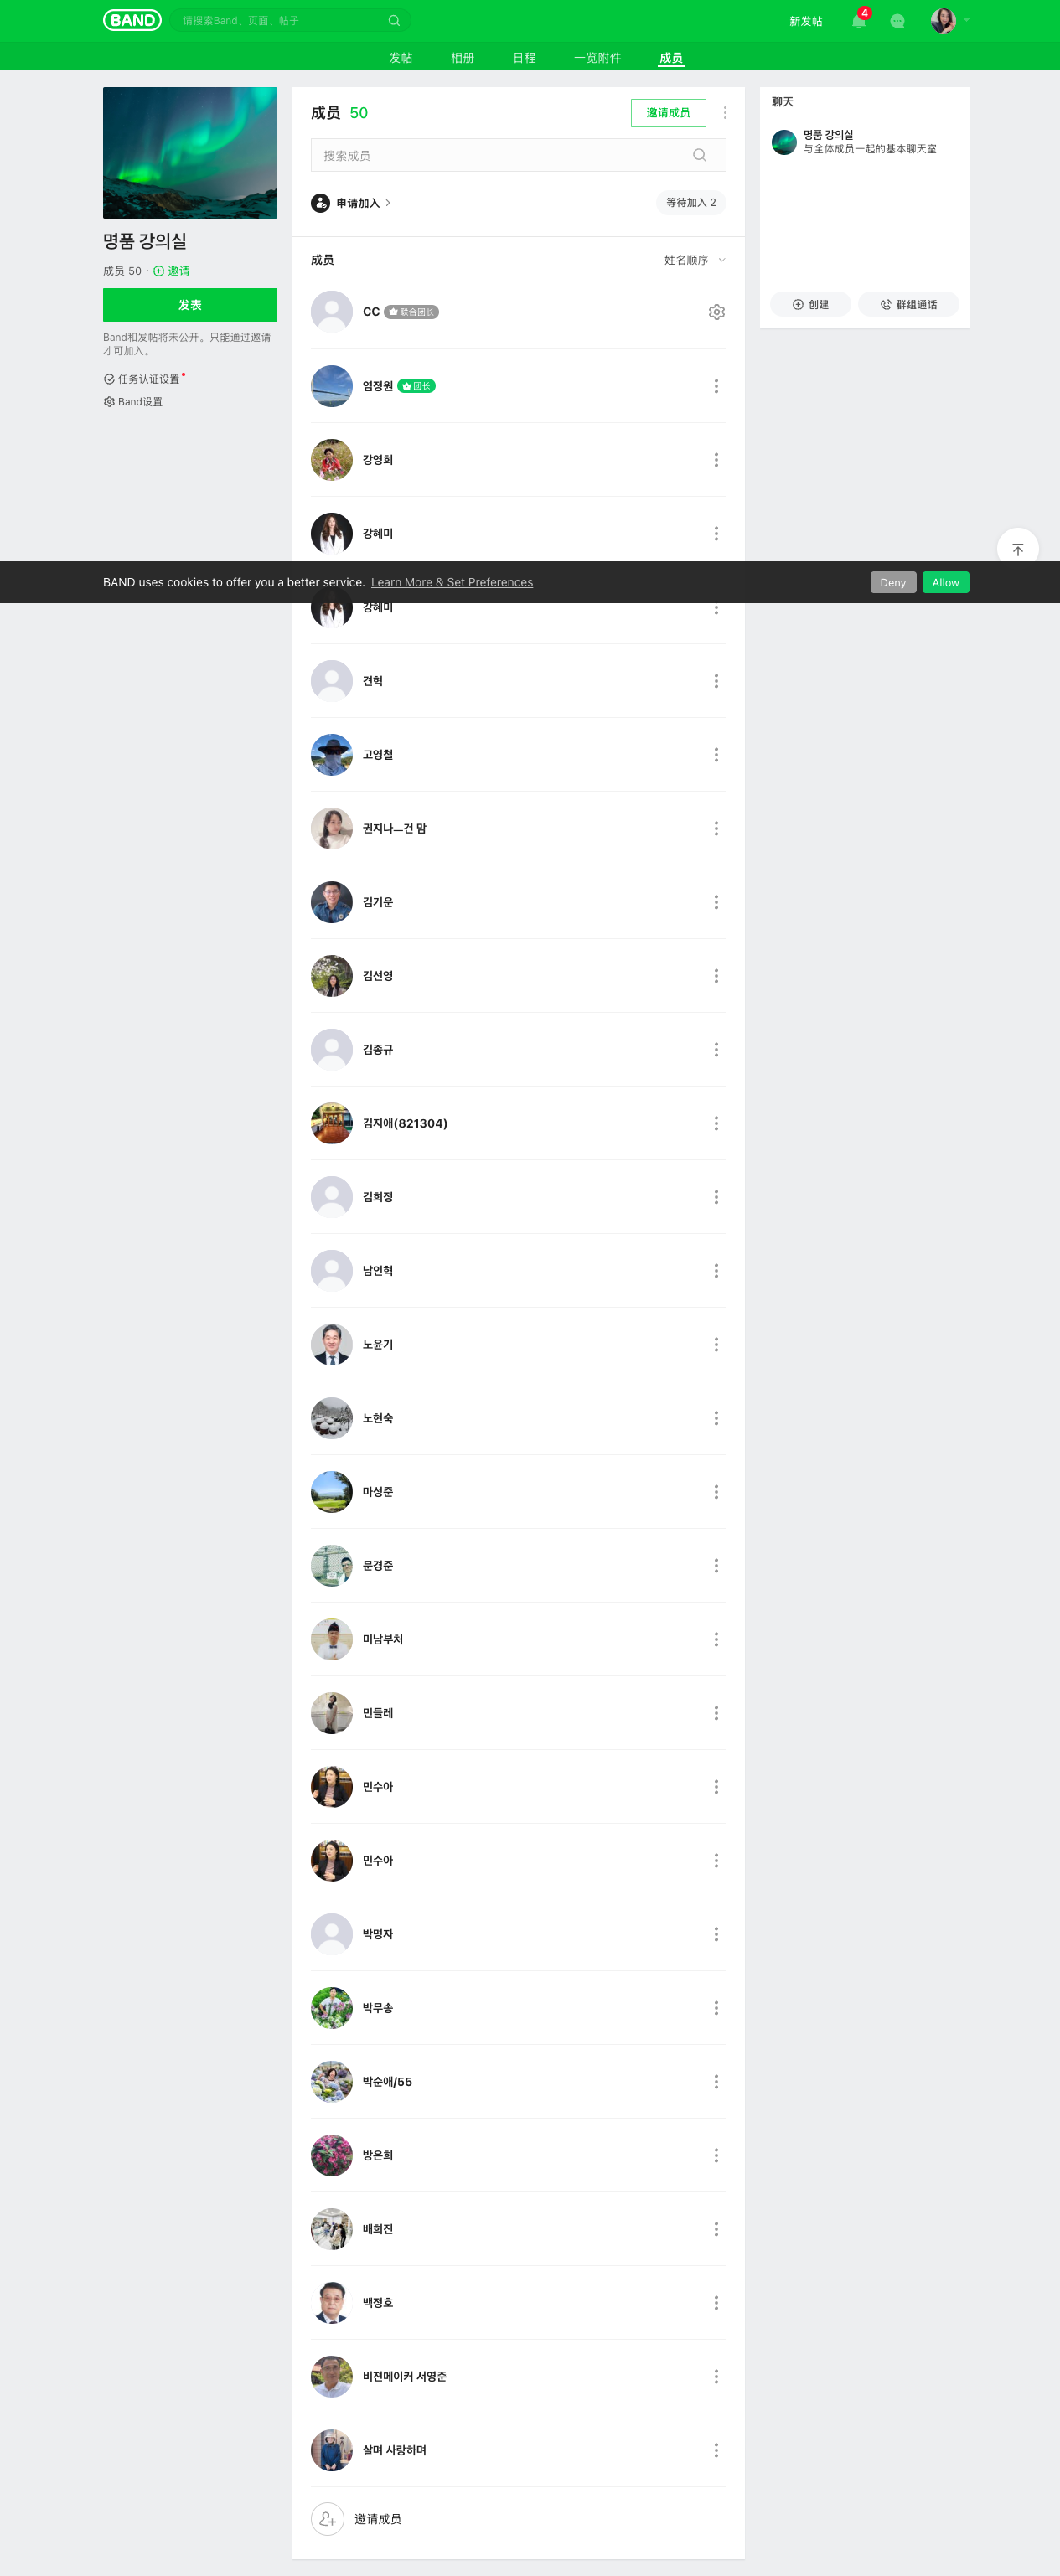 BAND
请搜索Band、页面、帖子
新发帖
4
发帖
相册
日程
一览附件
成员
명품 강의실
成员 50 · 邀请
发表
Band和发帖将未公开。只能通过邀请
才可加入。
任务认证设置
Band设置
成员 50
邀请成员
搜索成员
申请加入
等待加入 2
成员
姓名顺序
CC 联合团长
염정원 团长
강영희
강혜미
강혜미
견혁
고영철
권지나ㅡ건 맘
김기운
김선영
김종규
김지애(821304)
김희정
남인혁
노윤기
노현숙
마성준
문경준
미남부처
민들레
민수아
민수아
박명자
박무송
박순애/55
방은희
배희진
백정호
비젼메이커 서영준
살며 사랑하며
邀请成员
聊天
명품 강의실
与全体成员一起的基本聊天室
创建
群组通话
BAND uses cookies to offer you a better service. Learn More & Set Preferences
Deny
Allow